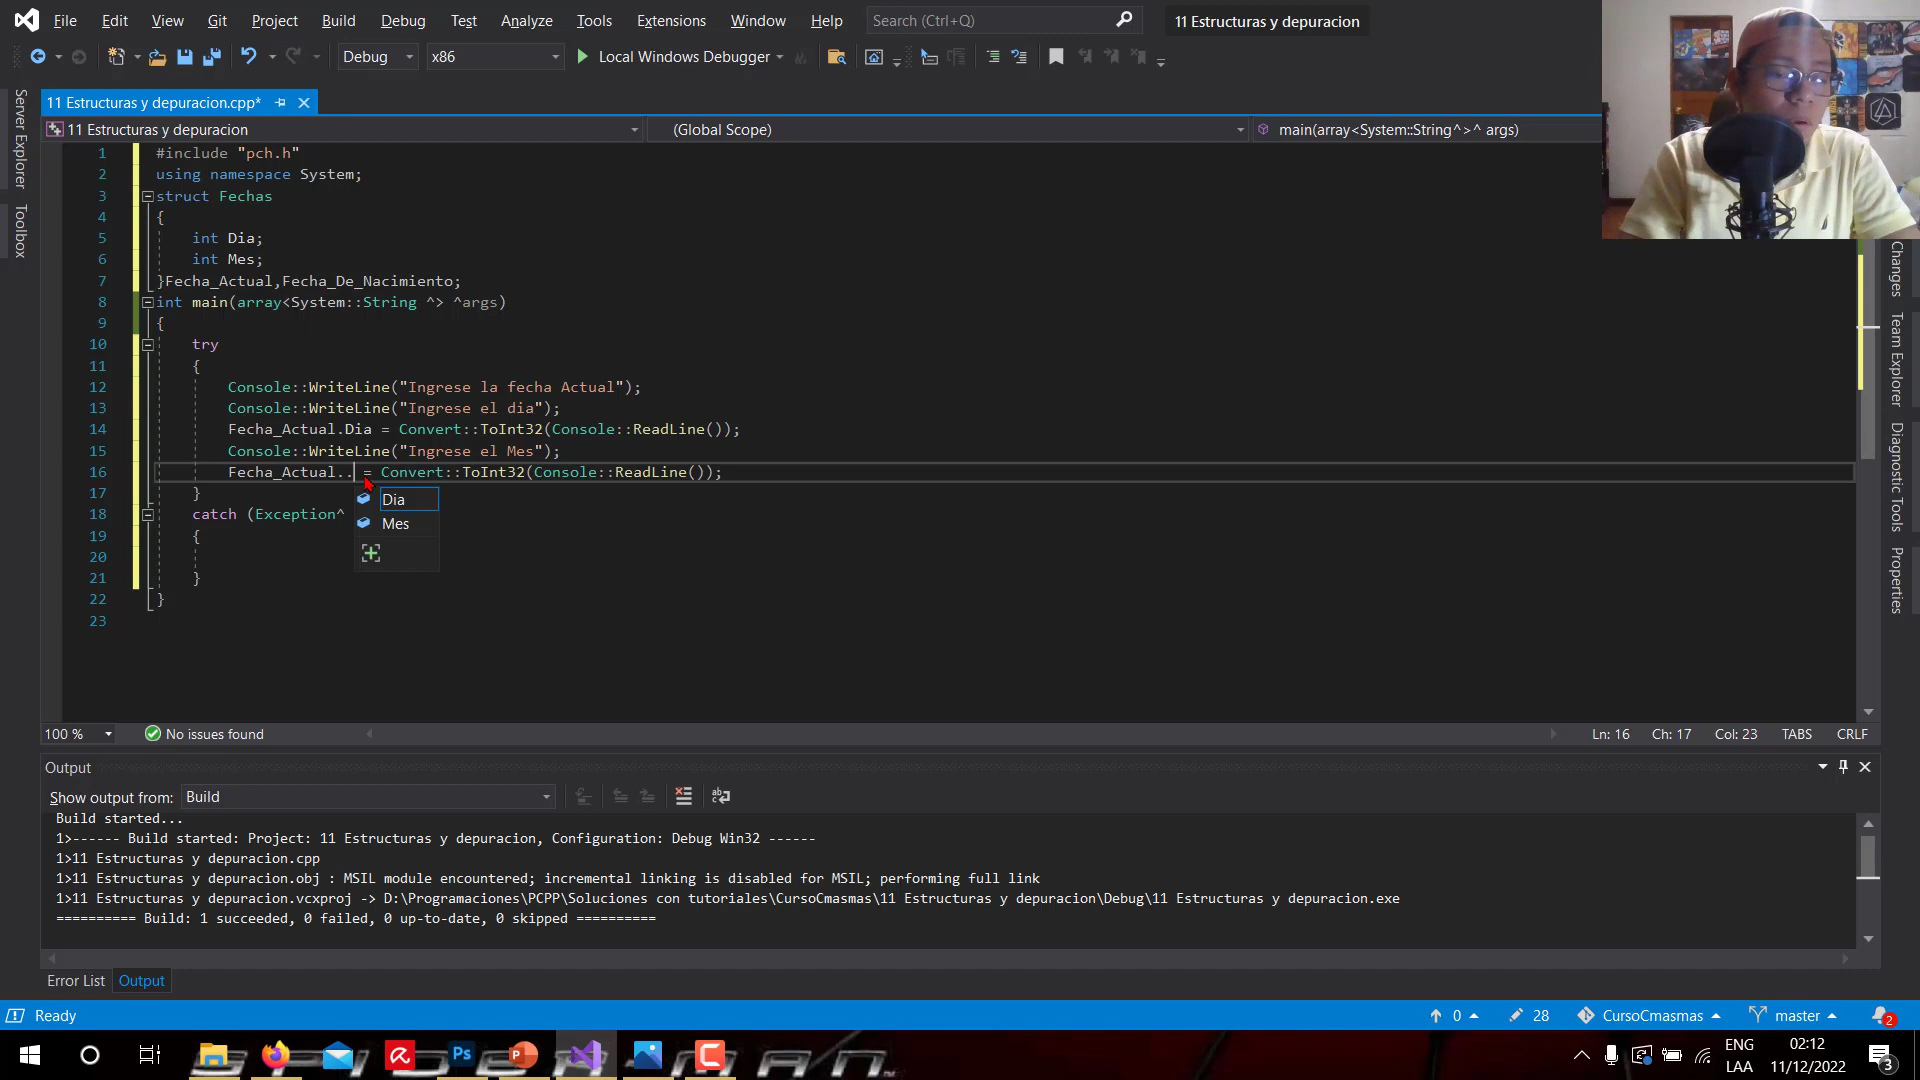 File Edit View Git Project Build Debug Test Analyze Tools Extensions Window Help Search (Ctrl+Q) 11 Estructuras y depuracion
Debug x86 Local Windows Debugger
Server Explorer
Toolbox
11 Estructuras y depuracion.cpp*
11 Estructuras y depuracion (Global Scope) main(array<System::String^>^ args)
1 #include "pch.h"
2 using namespace System;
3 struct Fechas
4 {
5 int Dia;
6 int Mes;
7 }Fecha_Actual,Fecha_De_Nacimiento;
8 int main(array<System::String ^> ^args)
9 {
10 try
11 {
12 Console::WriteLine("Ingrese la fecha Actual");
13 Console::WriteLine("Ingrese el dia");
14 Fecha_Actual.Dia = Convert::ToInt32(Console::ReadLine());
15 Console::WriteLine("Ingrese el Mes");
16 Fecha_Actual.. = Convert::ToInt32(Console::ReadLine());
17 }
Dia
18 catch (Exception^
Mes
19 {
20
21 }
22 }
23
Changes
Team Explorer
Diagnostic Tools
Properties
100 % No issues found Ln: 16 Ch: 17 Col: 23 TABS CRLF
Output
Show output from: Build
Build started...
1>------ Build started: Project: 11 Estructuras y depuracion, Configuration: Debug Win32 ------
1>11 Estructuras y depuracion.cpp
1>11 Estructuras y depuracion.obj : MSIL module encountered; incremental linking is disabled for MSIL; performing full link
1>11 Estructuras y depuracion.vcxproj -> D:\Programaciones\PCPP\Soluciones con tutoriales\CursoCmasmas\11 Estructuras y depuracion\Debug\11 Estructuras y depuracion.exe
========== Build: 1 succeeded, 0 failed, 0 up-to-date, 0 skipped ==========
Error List Output
Ready 0 28 CursoCmasmas master 2
Ps
ENG
LAA
02:12
11/12/2022
3